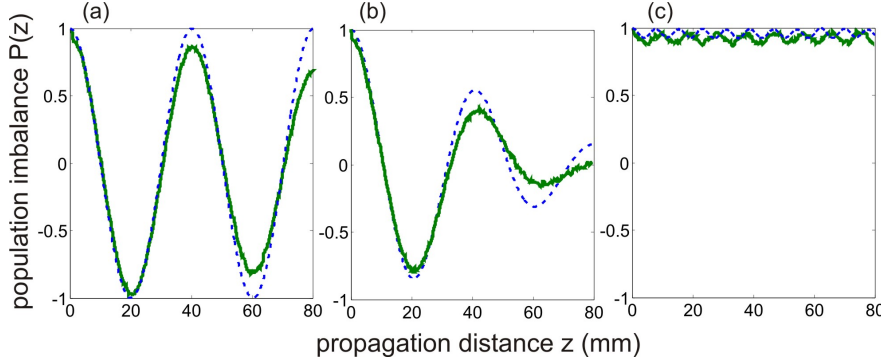 (a) (b) (c)
population imbalance P(z)
1 1 1
0.5 0.5 0.5
0 0 0
-0.5 -0.5 -0.5
-1 -1 -1
0 20 40 60 80 0 20 40 60 80 0 20 40 60 80
propagation distance z (mm)